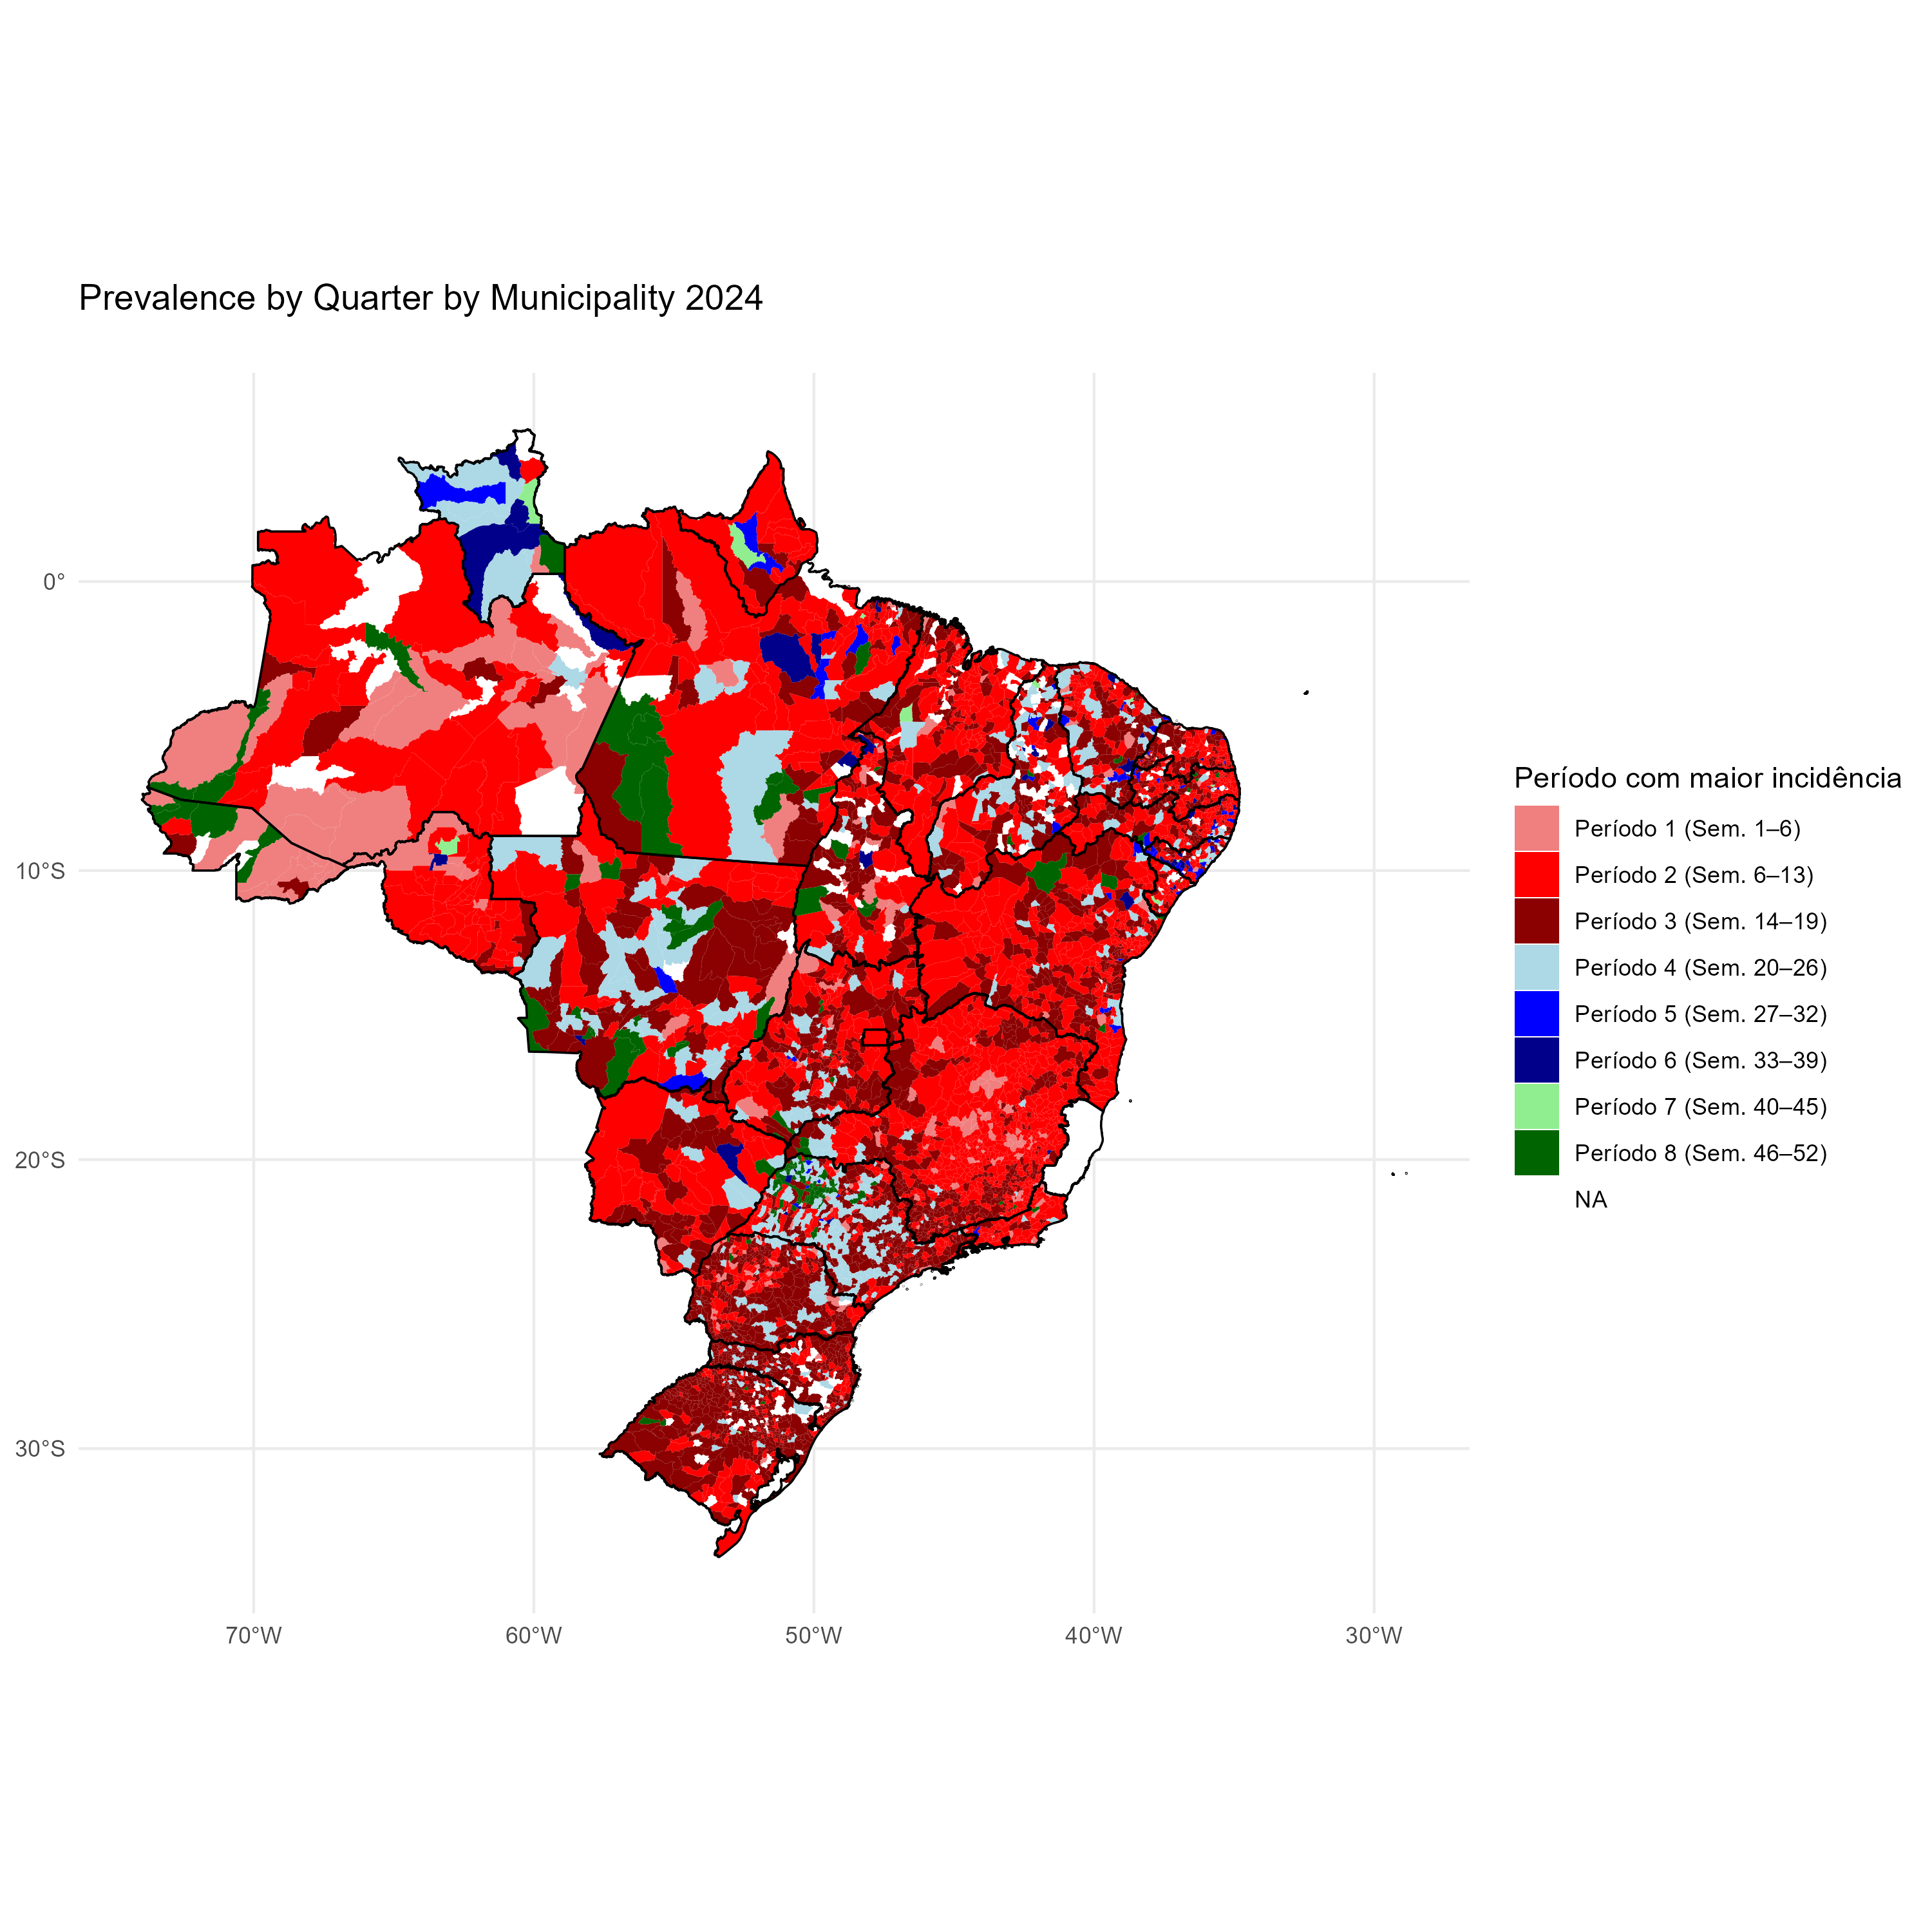 Prevalence by Quarter by Municipality 2024
0°
10°S
20°S
30°S
70°W
60°W
50°W
40°W
30°W
Período com maior incidência
Período 1 (Sem. 1–6)
Período 2 (Sem. 6–13)
Período 3 (Sem. 14–19)
Período 4 (Sem. 20–26)
Período 5 (Sem. 27–32)
Período 6 (Sem. 33–39)
Período 7 (Sem. 40–45)
Período 8 (Sem. 46–52)
NA